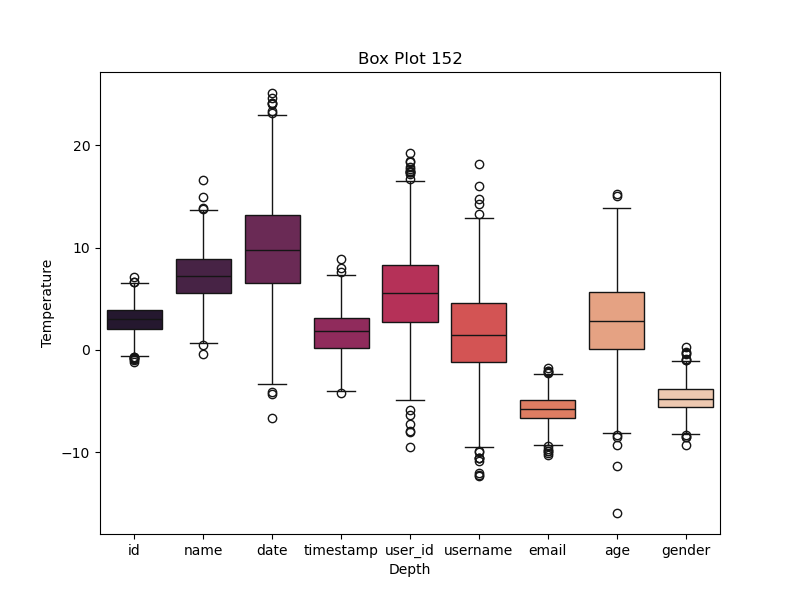 Box Plot 152
Temperature
20
10
0
−10
id name date timestamp user_id username email age gender
Depth